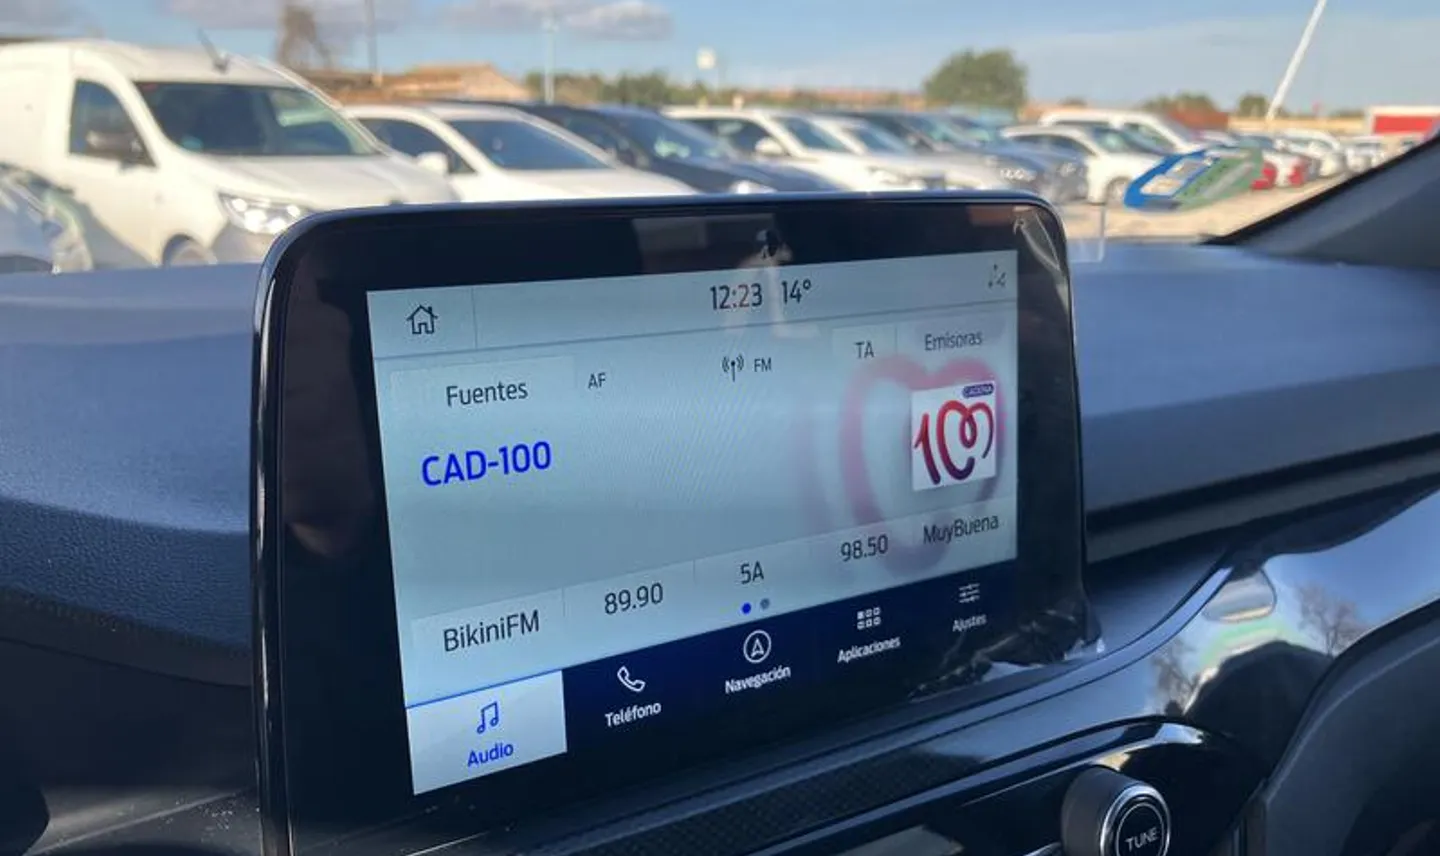 12:23 14°
Fuentes
AF
FM
TA
Emisoras
CAD-100
CADENA
100
BikiniFM
89.90
5A
98.50
MuyBuena
Audio
Teléfono
Navegación
Aplicaciones
Ajustes
TUNE